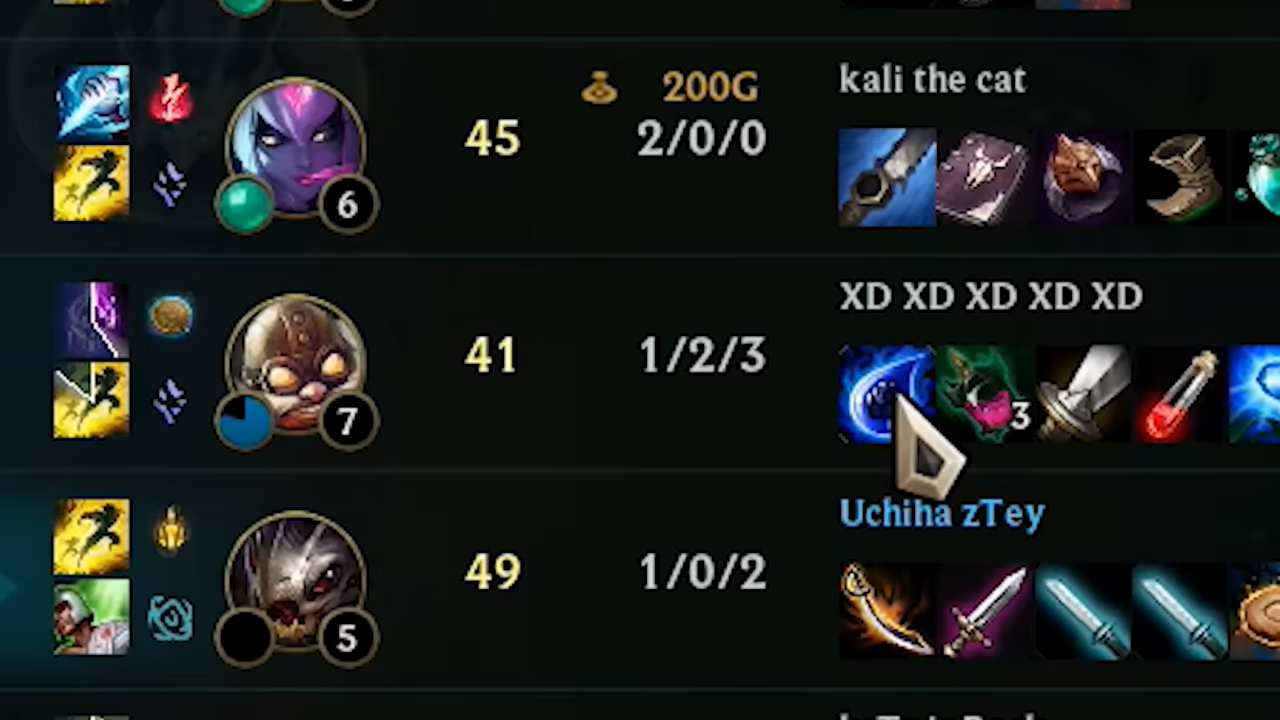 200G
kali the cat
45
2/0/0
6
XD XD XD XD XD
41
1/2/3
3
7
Uchiha zTey
49
1/0/2
5